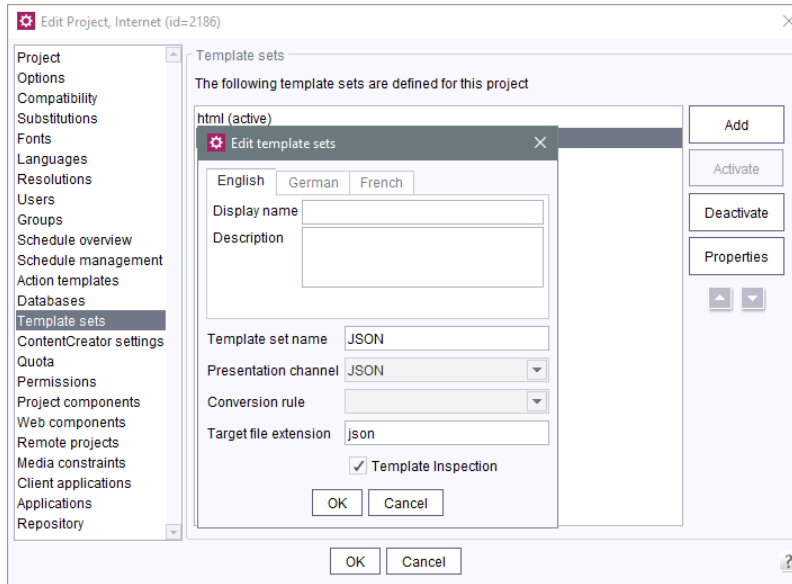 Edit Project, Internet (id=2186)
Project
Options
Compatibility
Substitutions
Fonts
Languages
Resolutions
Users
Groups
Schedule overview
Schedule management
Action templates
Databases
Template sets
ContentCreator settings
Quota
Permissions
Project components
Web components
Remote projects
Media constraints
Client applications
Applications
Repository
Template sets
The following template sets are defined for this project
html (active)
Add
Activate
Deactivate
Properties
Edit template sets
English German French
Display name
Description
Template set name JSON
Presentation channel JSON
Conversion rule
Target file extension json
Template Inspection
OK Cancel
OK Cancel
?